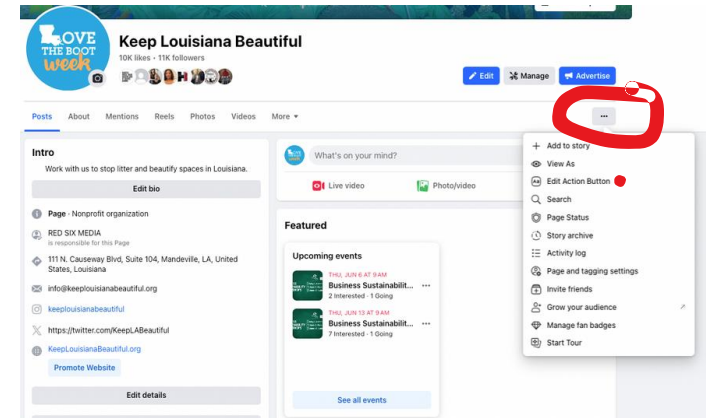 LOVE
THE BOOT
week
Keep Louisiana Beautiful
10K likes • 11K followers
Edit
Manage
Advertise
Posts
About
Mentions
Reels
Photos
Videos
More
Intro
Work with us to stop litter and beautify spaces in Louisiana.
Edit bio
Page · Nonprofit organization
RED SIX MEDIA
is responsible for this Page
111 N. Causeway Blvd, Suite 104, Mandeville, LA, United
States, Louisiana
info@keeplouisianabeautiful.org
keeplouisianabeautiful
https://twitter.com/KeepLABeautiful
KeepLouisianaBeautiful.org
Promote Website
Edit details
What's on your mind?
Live video
Photo/video
Featured
Upcoming events
THU, JUN 6 AT 9 AM
Business Sustainabilit...
2 Interested · 1 Going
THU, JUN 13 AT 9 AM
Business Sustainabilit...
7 Interested · 1 Going
See all events
Add to story
View As
Edit Action Button
Search
Page Status
Story archive
Activity log
Page and tagging settings
Invite friends
Grow your audience
Manage fan badges
Start Tour